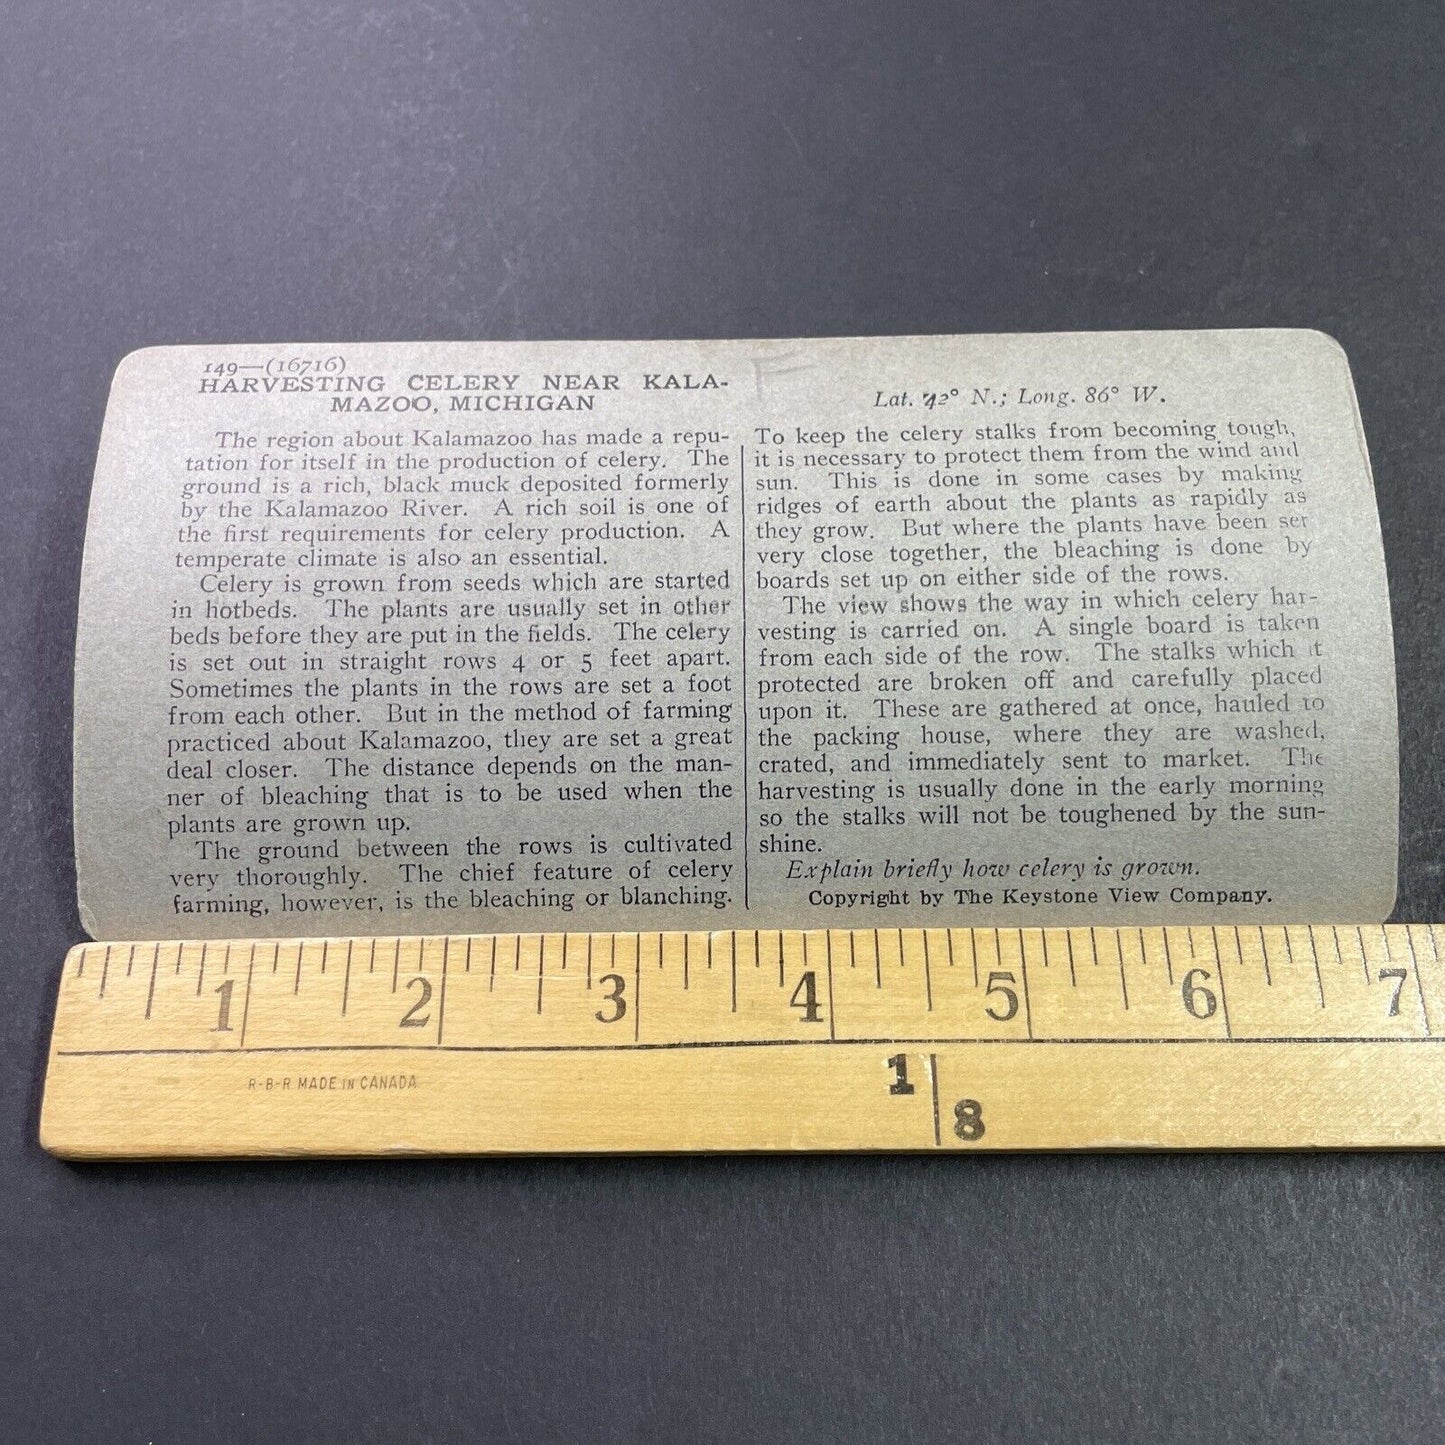 149—(16716)
HARVESTING CELERY NEAR KALA-
MAZOO, MICHIGAN
The region about Kalamazoo has made a repu-
tation for itself in the production of celery. The
ground is a rich, black muck deposited formerly
by the Kalamazoo River. A rich soil is one of
the first requirements for celery production. A
temperate climate is also an essential.
Celery is grown from seeds which are started
in hotbeds. The plants are usually set in other
beds before they are put in the fields. The celery
is set out in straight rows 4 or 5 feet apart.
Sometimes the plants in the rows are set a foot
from each other. But in the method of farming
practiced about Kalamazoo, they are set a great
deal closer. The distance depends on the man-
ner of bleaching that is to be used when the
plants are grown up.
The ground between the rows is cultivated
very thoroughly. The chief feature of celery
farming, however, is the bleaching or blanching.
Lat. 42° N.; Long. 86° W.
To keep the celery stalks from becoming tough,
it is necessary to protect them from the wind and
sun. This is done in some cases by making
ridges of earth about the plants as rapidly as
they grow. But where the plants have been set
very close together, the bleaching is done by
boards set up on either side of the rows.
The view shows the way in which celery har-
vesting is carried on. A single board is taken
from each side of the row. The stalks which it
protected are broken off and carefully placed
upon it. These are gathered at once, hauled to
the packing house, where they are washed,
crated, and immediately sent to market. The
harvesting is usually done in the early morning
so the stalks will not be toughened by the sun-
shine.
Explain briefly how celery is grown.
Copyright by The Keystone View Company.
1 2 3 4 5 6 7
R-B-R MADE IN CANADA
1 8